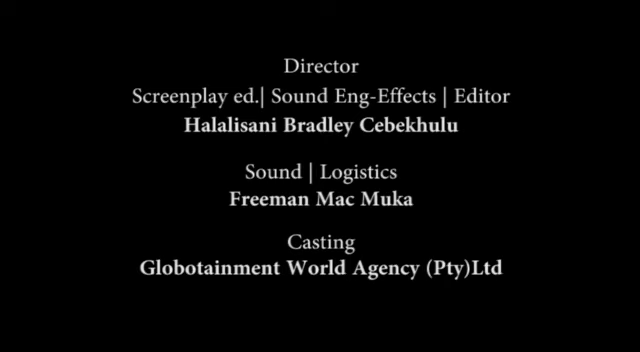 Director
Screenplay ed.| Sound Eng-Effects | Editor
Halalisani Bradley Cebekhulu
Sound | Logistics
Freeman Mac Muka
Casting
Globotainment World Agency (Pty)Ltd